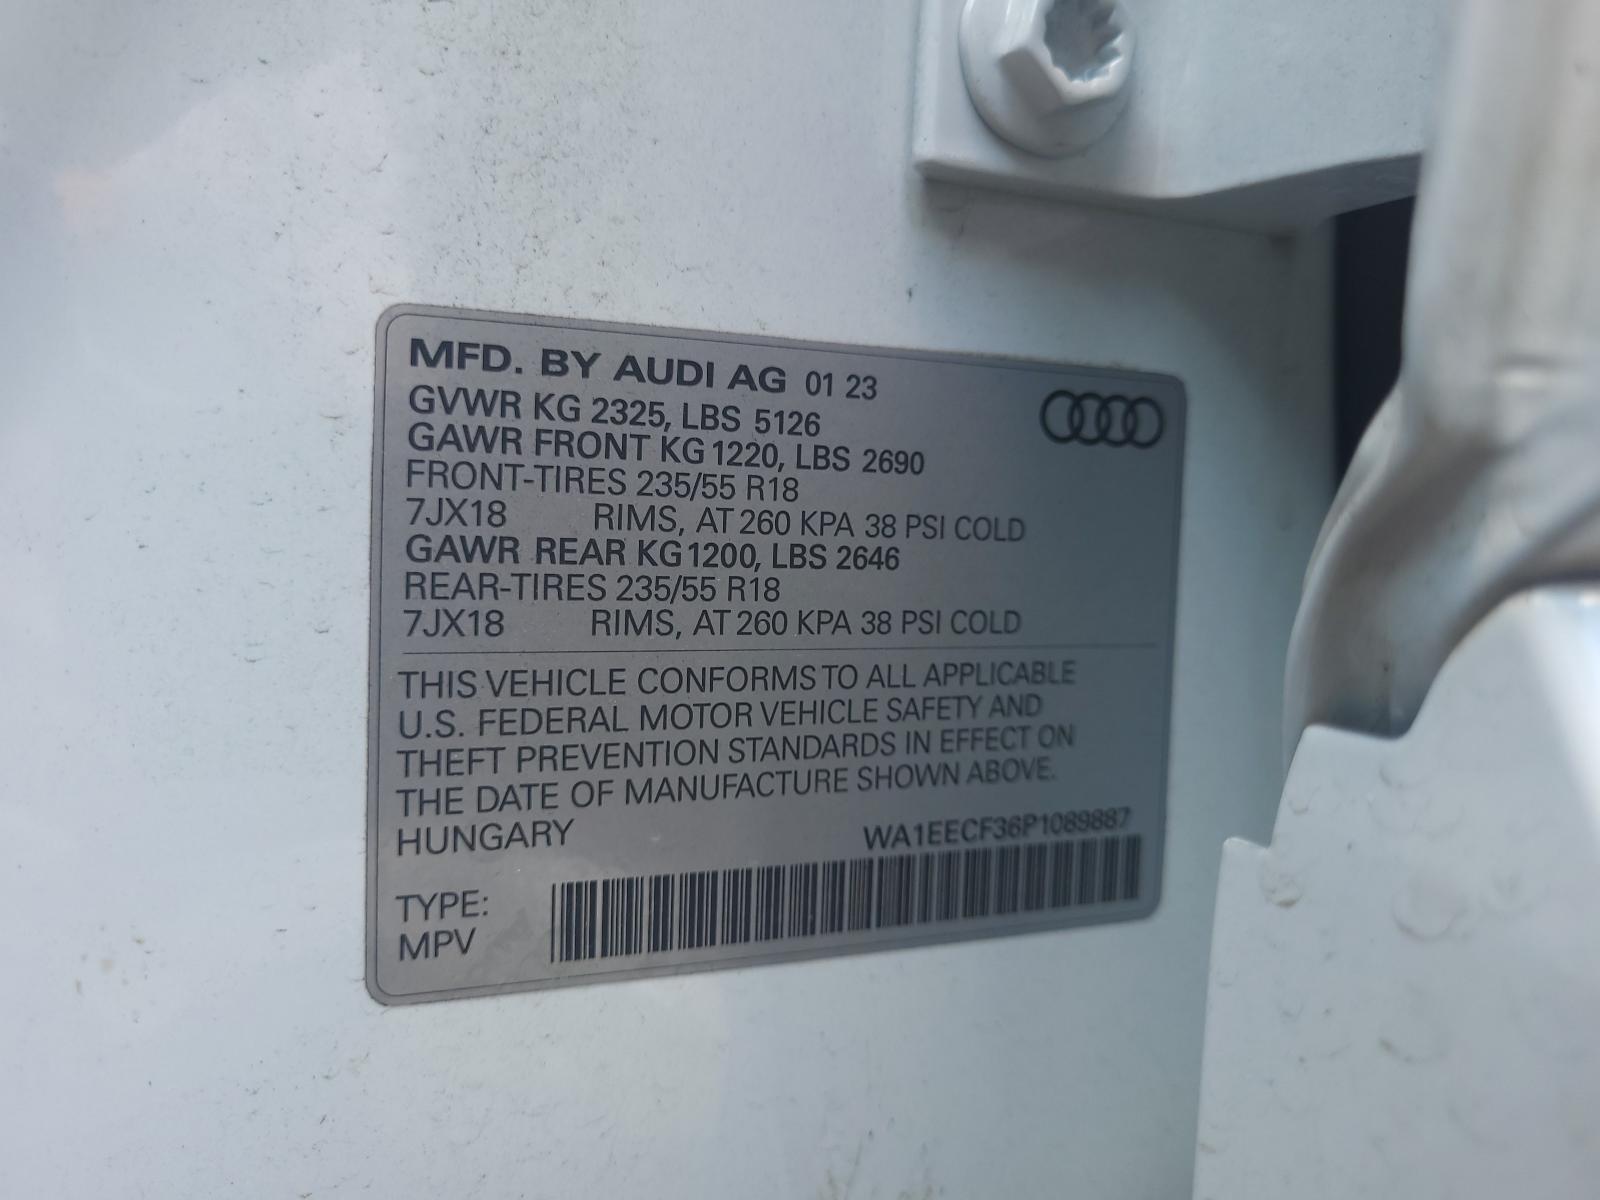 MFD. BY AUDI AG 01 23
GVWR KG 2325, LBS 5126
GAWR FRONT KG 1220, LBS 2690
FRONT-TIRES 235/55 R18
7JX18 RIMS, AT 260 KPA 38 PSI COLD
GAWR REAR KG 1200, LBS 2646
REAR-TIRES 235/55 R18
7JX18 RIMS, AT 260 KPA 38 PSI COLD
THIS VEHICLE CONFORMS TO ALL APPLICABLE
U.S. FEDERAL MOTOR VEHICLE SAFETY AND
THEFT PREVENTION STANDARDS IN EFFECT ON
THE DATE OF MANUFACTURE SHOWN ABOVE.
HUNGARY WA1EECF36P1089887
TYPE:
MPV